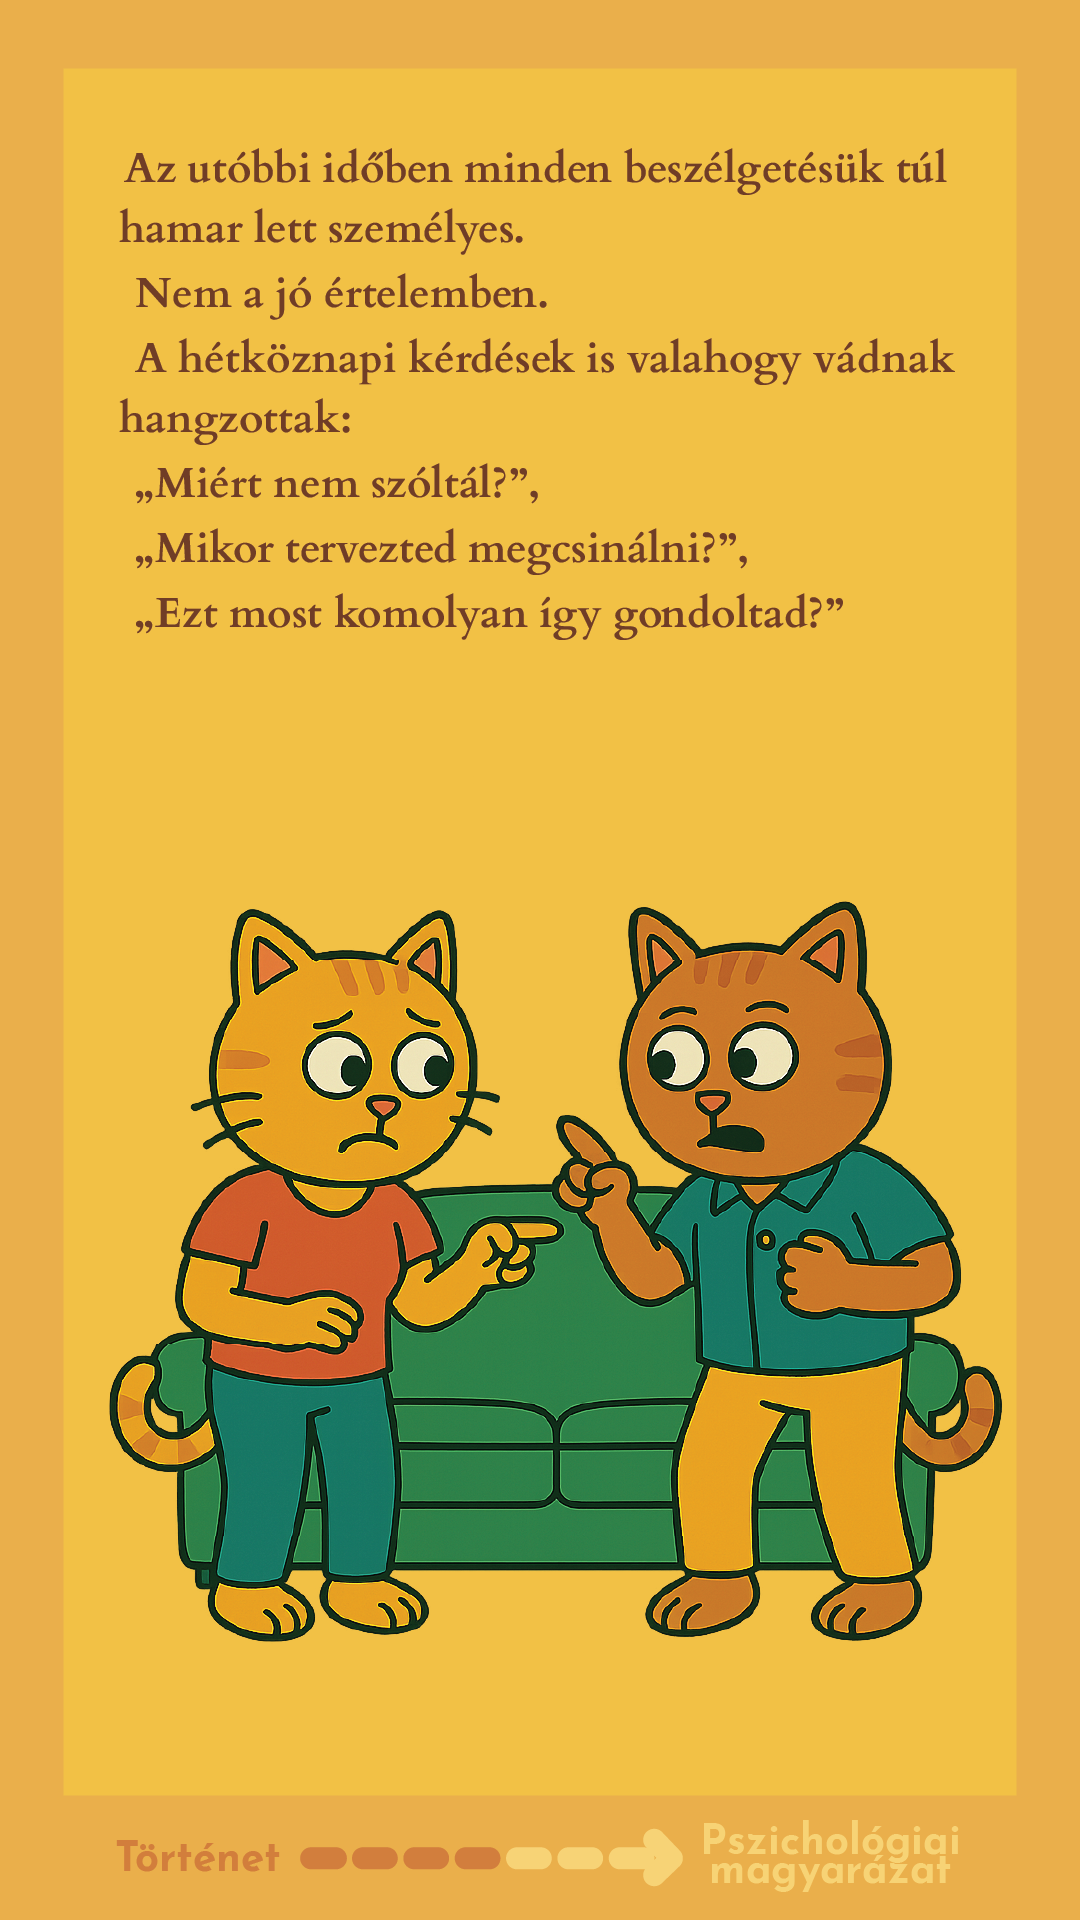 Az utóbbi időben minden beszélgetésük túl
hamar lett személyes.
Nem a jó értelemben.
A hétköznapi kérdések is valahogy vádnak
hangzottak:
„Miért nem szóltál?”,
„Mikor tervezted megcsinálni?”,
„Ezt most komolyan így gondoltad?”
Történet
Pszichológiai
magyarázat